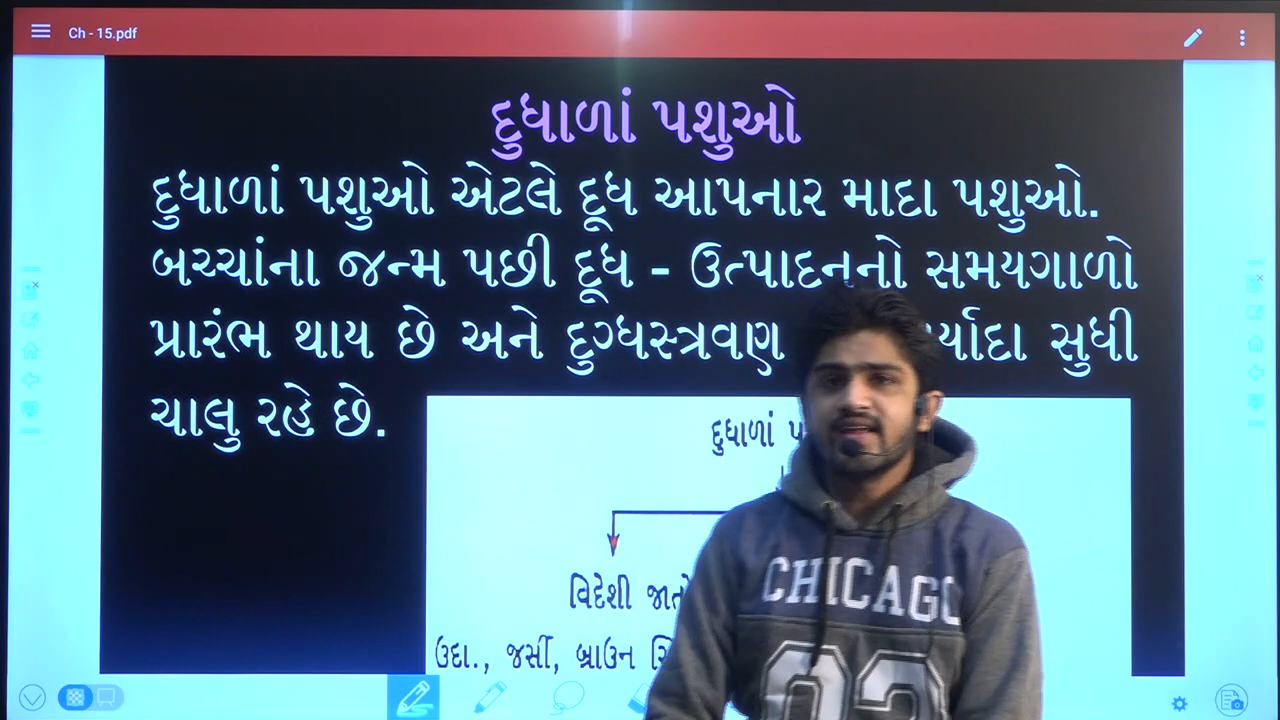 Ch - 15.pdf
દુધાળાં પશુઓ
દુધાળાં પશુઓ એટલે દૂધ આપનાર માદા પશુઓ.
બચ્ચાંના જન્મ પછી દૂધ - ઉત્પાદનનો સમયગાળો
પ્રારંભ થાય છે અને દુગ્ધસ્ત્રવણ ર્યાદા સુધી
ચાલુ રહે છે.
દુધાળાં
વિદેશી જાતો
ઉદા., જર્સી, બ્રાઉન
CHICAGO
02